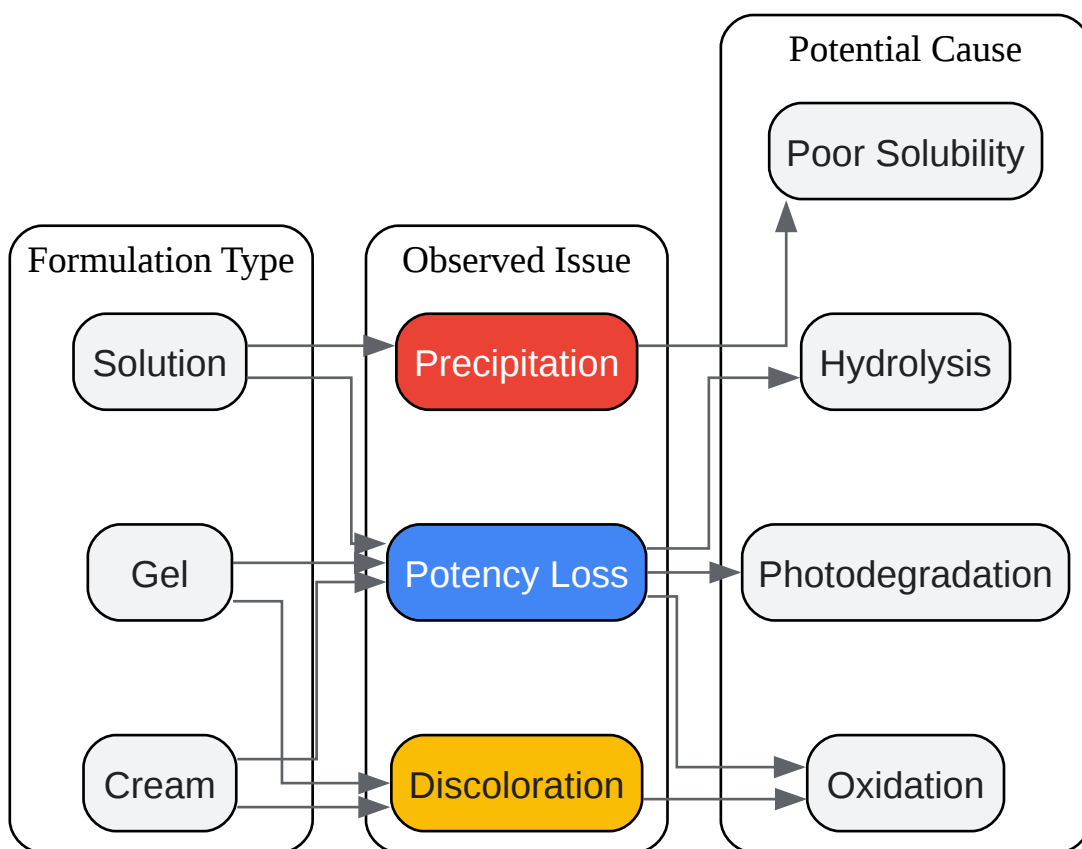 Formulation Type
Solution
Gel
Cream
Observed Issue
Precipitation
Potency Loss
Discoloration
Potential Cause
Poor Solubility
Hydrolysis
Photodegradation
Oxidation